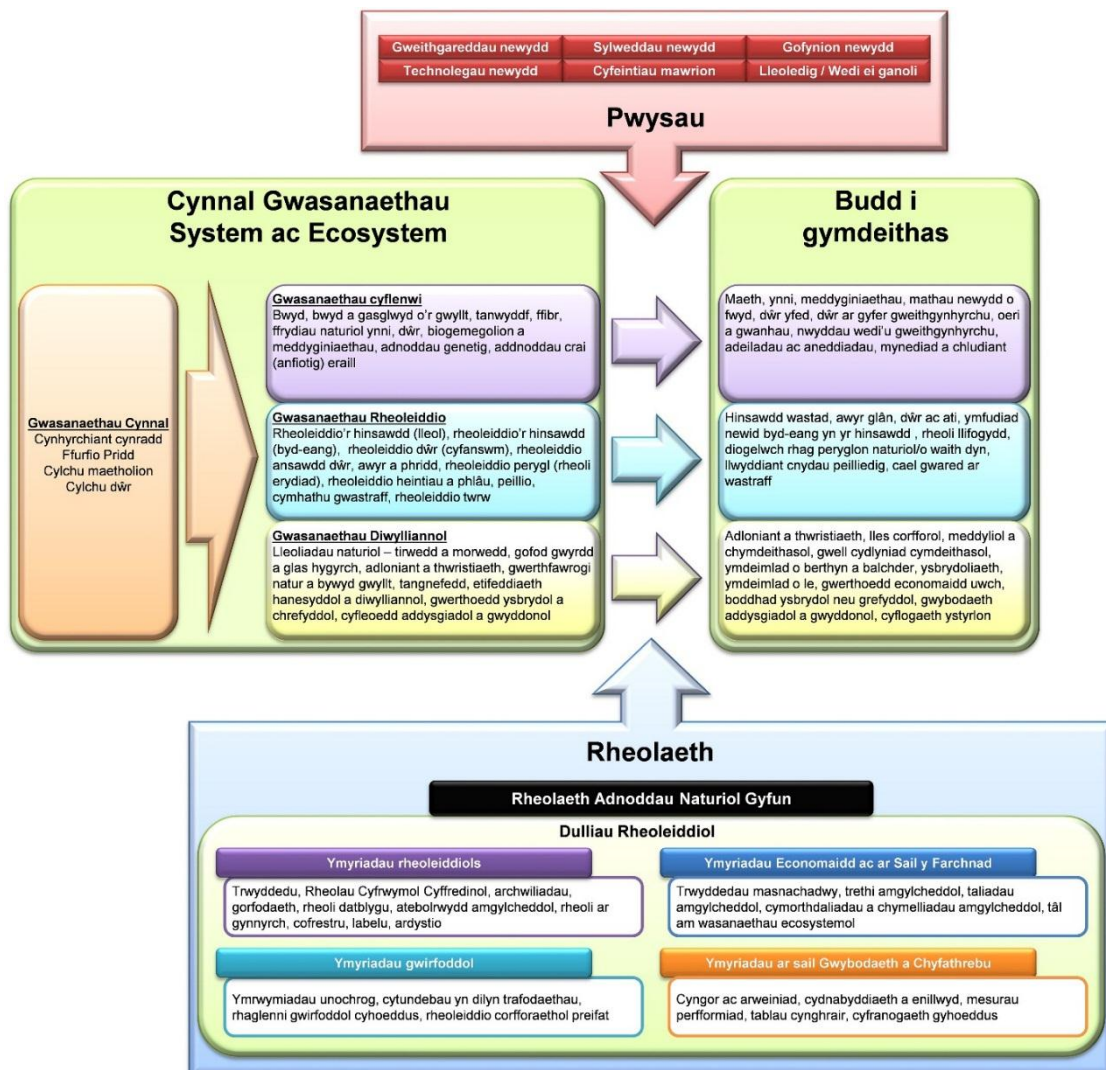 Gweithgareddau newydd
Sylweddau newydd
Gofynion newydd
Technolegau newydd
Cyfeintiau mawrion
Lleoledig / Wedi ei ganoli
Pwysau
Cynnal Gwasanaethau
System ac Ecosystem
Gwasanaethau Cynnal
Cynhyrchiant cynradd
Ffurfio Pridd
Cylchu maetholion
Cylchu dŵr
Gwasanaethau cyflenwi
Bwyd, bwyd a gasglwyd o'r gwyllt, tanwyddf, ffibr,
ffrydiau naturiol ynni, dŵr, biogemegolion a
meddyginiaethau, adnoddau genetig, addnoddau crai
(anfiotig) eraill
Gwasanaethau Rheoleiddio
Rheoleiddio'r hinsawdd (lleol), rheoleiddio'r hinsawdd
(byd-eang), rheoleiddio dŵr (cyfanswm), rheoleiddio
ansawdd dŵr, awyr a phridd, rheoleiddio perygl (rheoli
erydiad), rheoleiddio heintiau a phlâu, peillio,
cymhathu gwastraff, rheoleiddio twrw
Gwasanaethau Diwylliannol
Lleoliadau naturiol – tirwedd a morwedd, gofod gwyrdd
a glas hygyrch, adloniant a thwristiaeth, gwerthfawrogi
natur a bywyd gwyllt, tangnefedd, etifeddiaeth
hanesyddol a diwylliannol, gwerthoedd ysbrydol a
chrefyddol, cyfleoedd addysgiadol a gwyddonol
Budd i
gymdeithas
Maeth, ynni, meddyginiaethau, mathau newydd o
fwyd, dŵr yfed, dŵr ar gyfer gweithgynhyrchu, oeri
a gwanhau, nwyddau wedi'u gweithgynhyrchu,
adeiladau ac aneddiadau, mynediad a chludiant
Hinsawdd wastad, awyr glân, dŵr ac ati, ymfudiad
newid byd-eang yn yr hinsawdd , rheoli llifogydd,
diogelwch rhag peryglon naturiol/o waith dyn,
llwyddiant cnydau peilliedig, cael gwared ar
wastraff
Adloniant a thwristiaeth, lles corfforol, meddyliol a
chymdeithasol, gwell cydlyniad cymdeithasol,
ymdeimlad o berthyn a balchder, ysbrydoliaeth,
ymdeimlad o le, gwerthoedd economaidd uwch,
boddhad ysbrydol neu grefyddol, gwybodaeth
addysgiadol a gwyddonol, cyflogaeth ystyrlon
Rheolaeth
Rheolaeth Adnoddau Naturiol Gyfun
Dulliau Rheoleiddiol
Ymyriadau rheoleiddiols
Trwyddedu, Rheolau Cyfrwymol Cyffredinol, archwiliadau,
gorfodaeth, rheoli datblygu, atebolrwydd amgylcheddol, rheoli ar
gynnyrch, cofrestru, labelu, ardystio
Ymyriadau Economaidd ac ar Sail y Farchnad
Trwyddedau masnachadwy, trethi amgylcheddol, taliadau
amgylcheddol, cymorthdaliadau a chymelliadau amgylcheddol, tâl
am wasanaethau ecosystemol
Ymyriadau gwirfoddol
Ymrwymiadau unochrog, cytundebau yn dilyn trafodaethau,
rhaglenni gwirfoddol cyhoeddus, rheoleiddio corfforaethol preifat
Ymyriadau ar sail Gwybodaeth a Chyfathrebu
Cyngor ac arweiniad, cydnabyddiaeth a enillwyd, mesurau
perfformiad, tablau cynghrair, cyfranogaeth gyhoeddus